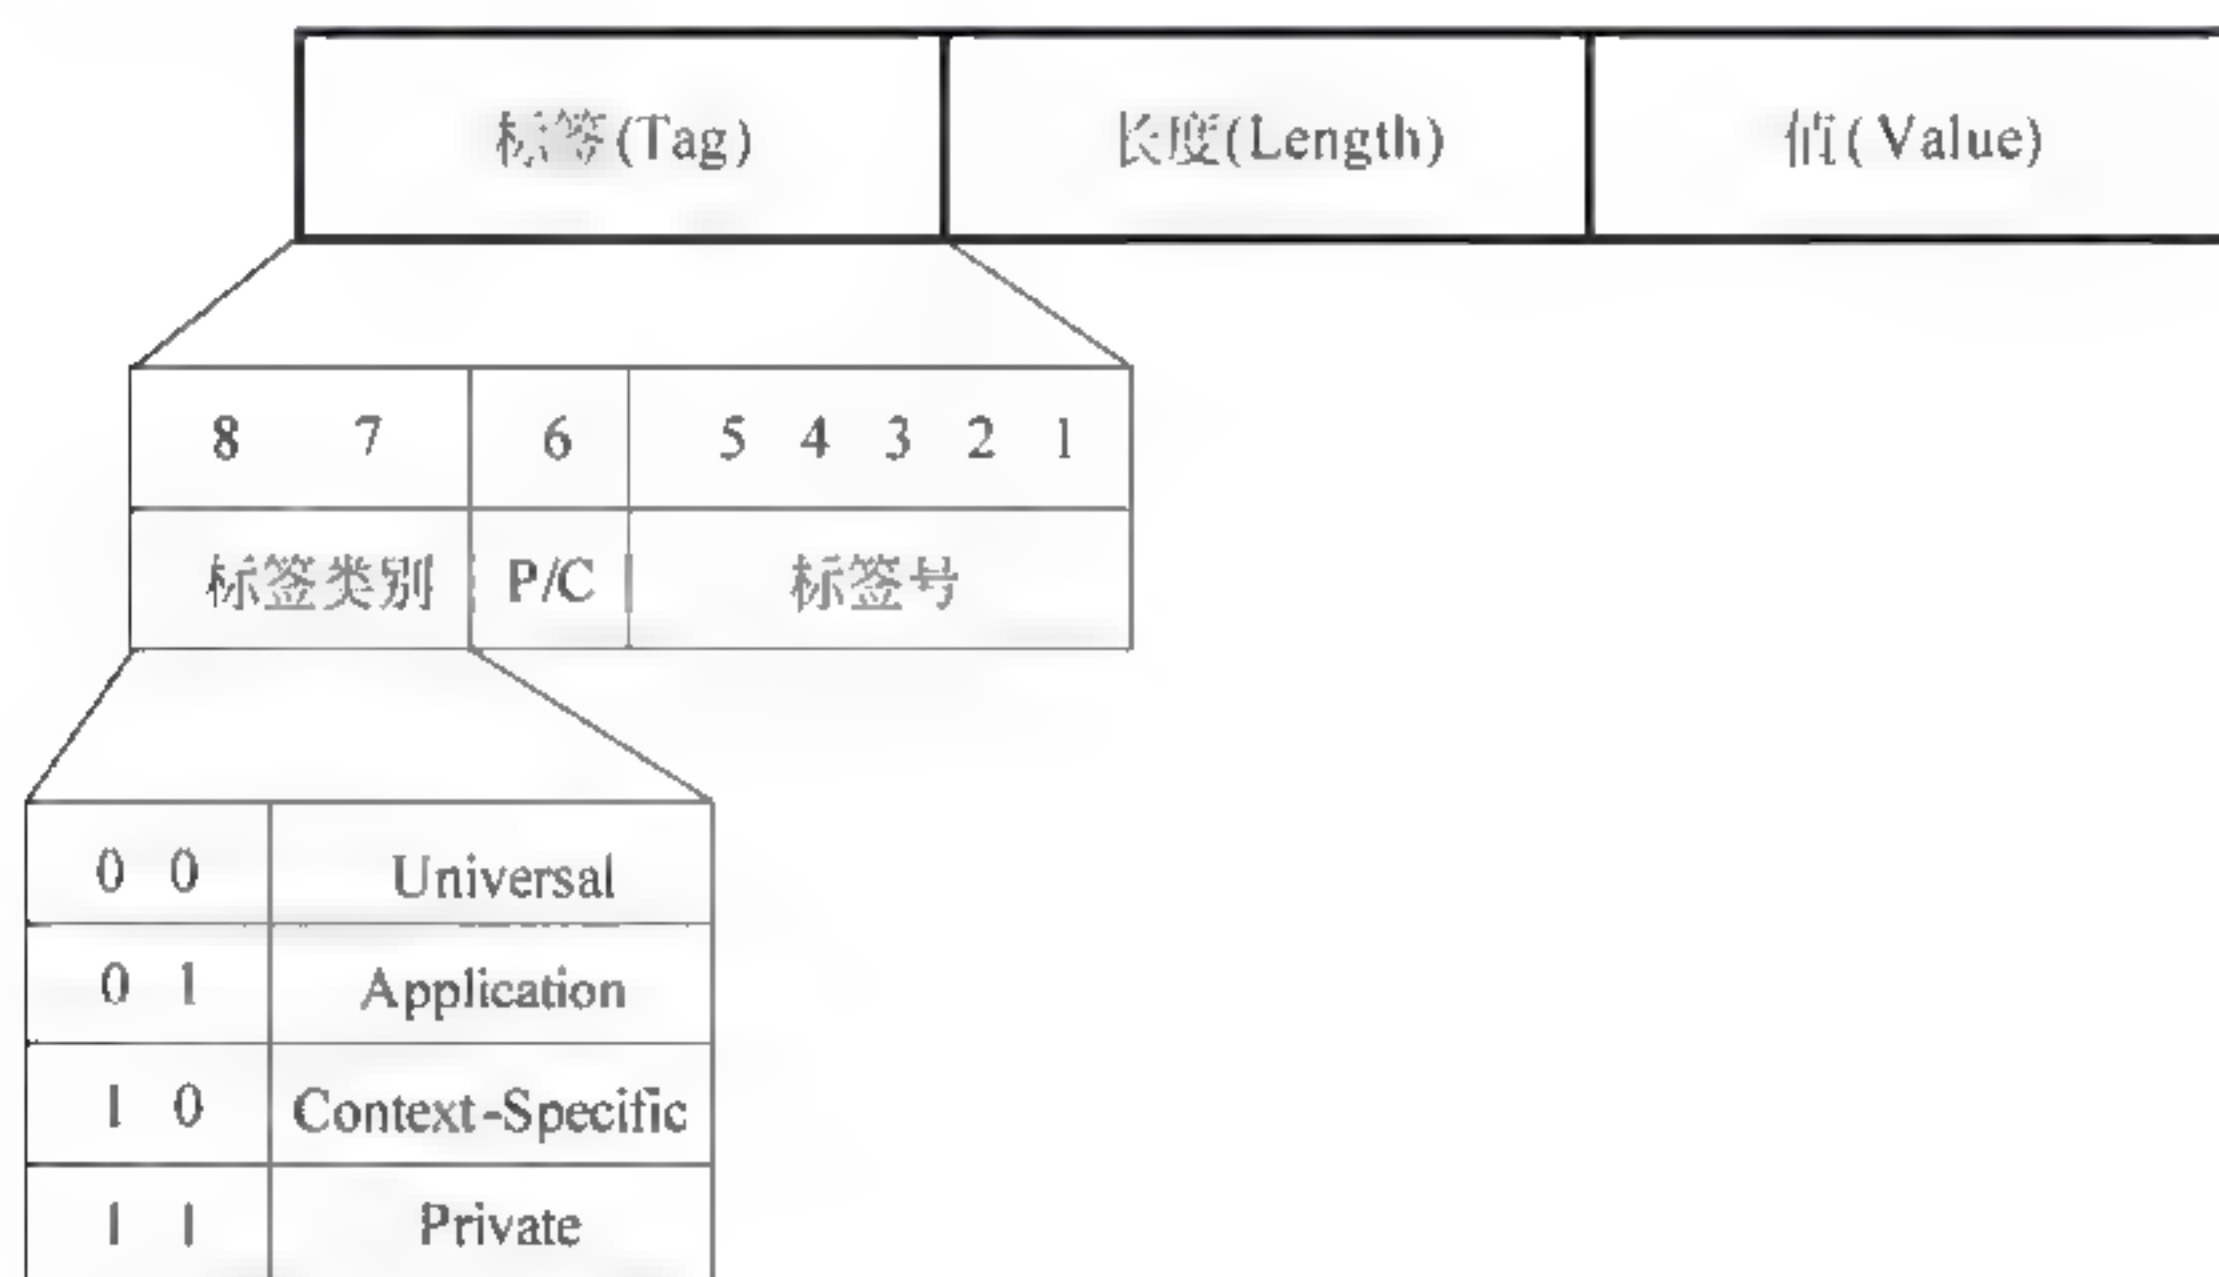 标签(Tag) 长度(Length) 值(Value)
8 7 6 5 4 3 2 1
标签类别 P/C 标签号
0 0 Universal
0 1 Application
1 0 Context-Specific
1 1 Private